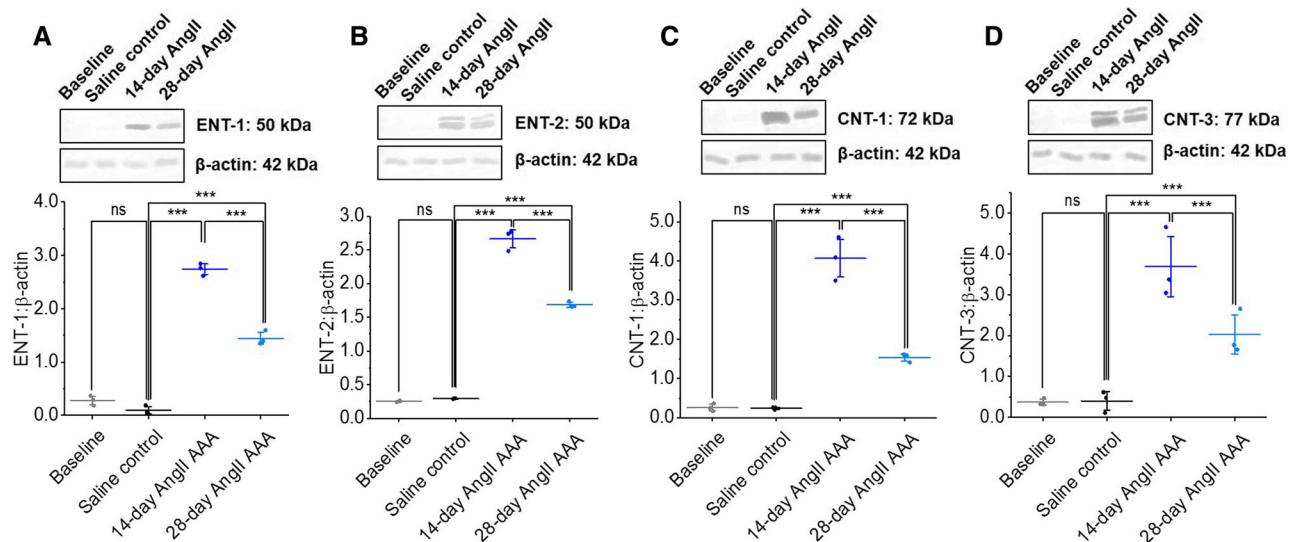 A
Baseline
Saline control
14-day AngII
28-day AngII
ENT-1: 50 kDa
β-actin: 42 kDa
***
ns
***
***
4.0
3.0
2.0
1.0
0.0
ENT-1:β-actin
Baseline
Saline control
14-day AngII AAA
28-day AngII AAA
B
Baseline
Saline control
14-day AngII
28-day AngII
ENT-2: 50 kDa
β-actin: 42 kDa
***
ns
***
***
3.0
2.5
2.0
1.5
1.0
0.5
0.0
ENT-2:β-actin
Baseline
Saline control
14-day AngII AAA
28-day AngII AAA
C
Baseline
Saline control
14-day AngII
28-day AngII
CNT-1: 72 kDa
β-actin: 42 kDa
***
ns
***
***
5.0
4.0
3.0
2.0
1.0
0.0
CNT-1:β-actin
Baseline
Saline control
14-day AngII AAA
28-day AngII AAA
D
Baseline
Saline control
14-day AngII
28-day AngII
CNT-3: 77 kDa
β-actin: 42 kDa
***
ns
***
***
5.0
4.0
3.0
2.0
1.0
0.0
CNT-3:β-actin
Baseline
Saline control
14-day AngII AAA
28-day AngII AAA